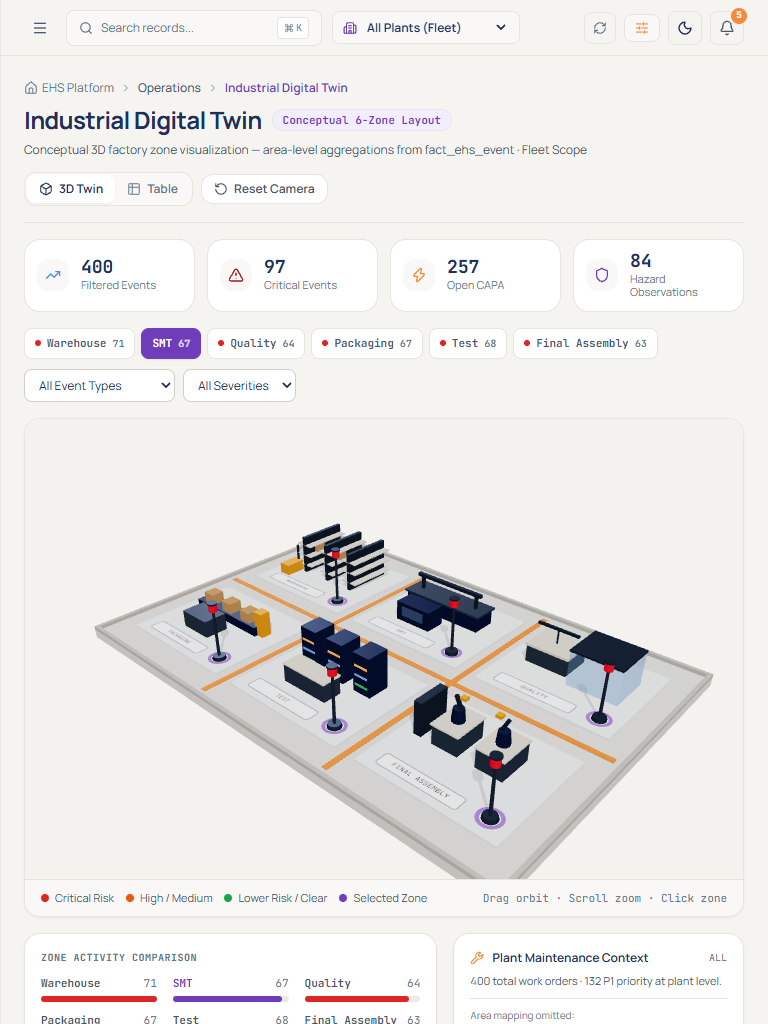 Search records...
⌘ K
All Plants (Fleet)
5
EHS Platform > Operations > Industrial Digital Twin
Industrial Digital Twin
Conceptual 6-Zone Layout
Conceptual 3D factory zone visualization — area-level aggregations from fact_ehs_event · Fleet Scope
3D Twin
Table
Reset Camera
400
Filtered Events
97
Critical Events
257
Open CAPA
84
Hazard
Observations
Warehouse 71
SMT 67
Quality 64
Packaging 67
Test 68
Final Assembly 63
All Event Types
All Severities
PACKAGING
TEST
QUALITY
FINAL ASSEMBLY
Critical Risk
High / Medium
Lower Risk / Clear
Selected Zone
Drag orbit · Scroll zoom · Click zone
ZONE ACTIVITY COMPARISON
Warehouse 71
SMT 67
Quality 64
Packaging 67
Test 68
Final Assembly 63
Plant Maintenance Context
ALL
400 total work orders · 132 P1 priority at plant level.
Area mapping omitted: